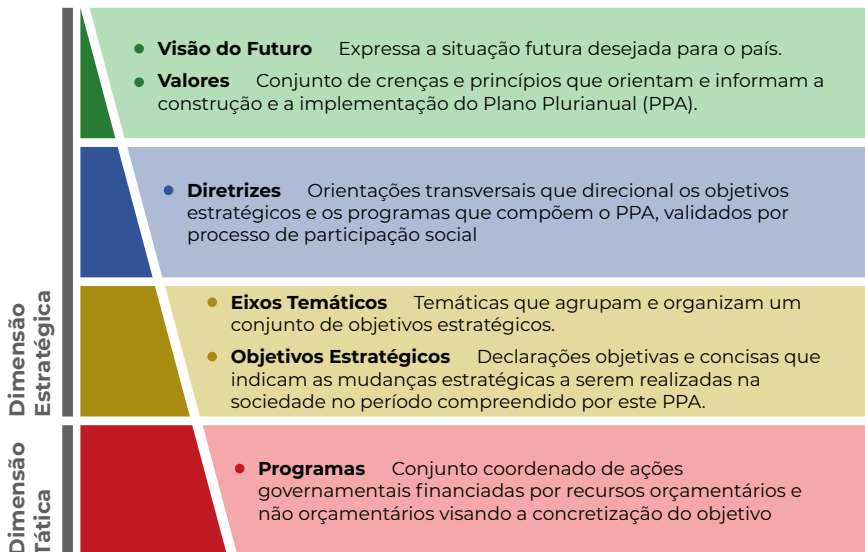 Visão do Futuro Expressa a situação futura desejada para o país.
Valores Conjunto de crenças e princípios que orientam e informam a
construção e a implementação do Plano Plurianual (PPA).
Diretrizes Orientações transversais que direcional os objetivos
estratégicos e os programas que compõem o PPA, validados por
processo de participação social
Dimensão
Estratégica
Eixos Temáticos Temáticas que agrupam e organizam um
conjunto de objetivos estratégicos.
Objetivos Estratégicos Declarações objetivas e concisas que
indicam as mudanças estratégicas a serem realizadas na
sociedade no período compreendido por este PPA.
Dimensão
Tática
Programas Conjunto coordenado de ações
governamentais financiadas por recursos orçamentários e
não orçamentários visando a concretização do objetivo